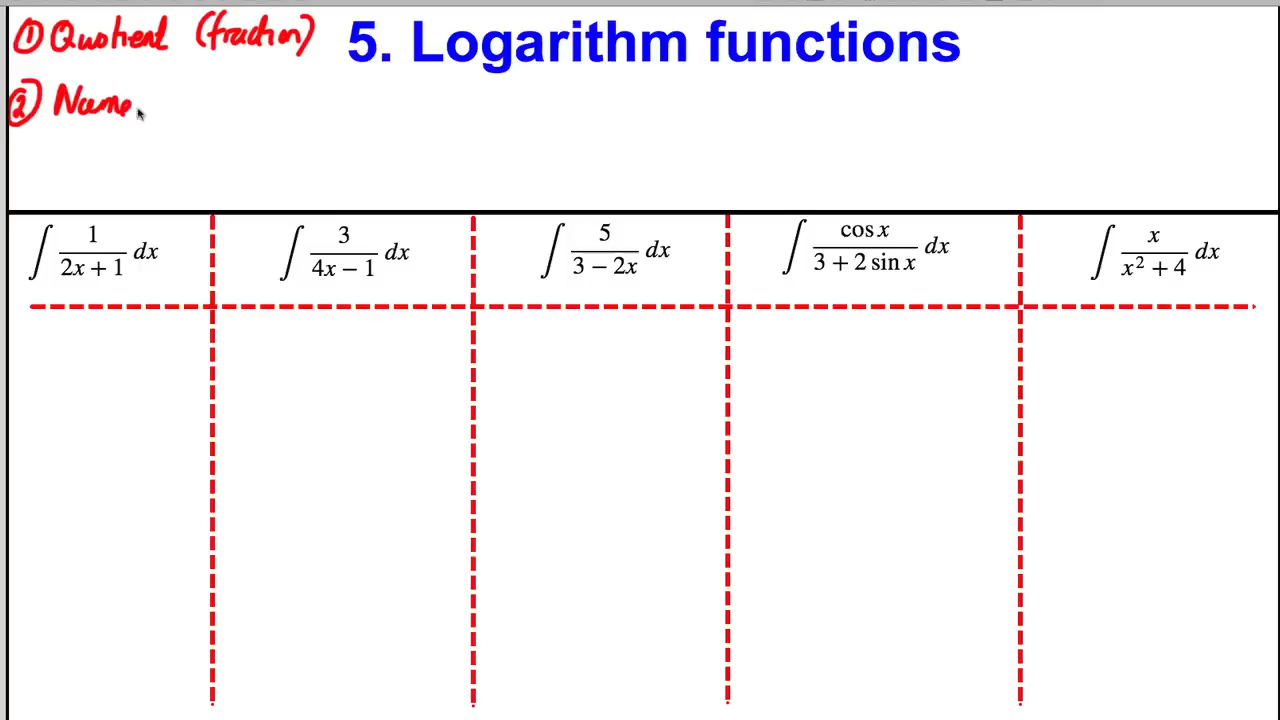 ① Quotient (fraction) 5. Logarithm functions
② Nume
∫ 1/(2x + 1) dx
∫ 3/(4x − 1) dx
∫ 5/(3 − 2x) dx
∫ cos x/(3 + 2 sin x) dx
∫ x/(x² + 4) dx